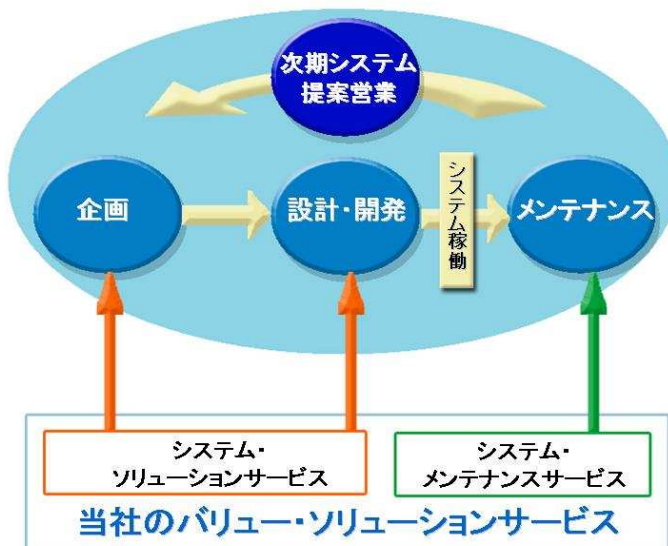 次期システム
提案営業
企画
設計・開発
システム稼働
メンテナンス
システム・
ソリューションサービス
システム・
メンテナンスサービス
当社のバリュー・ソリューションサービス